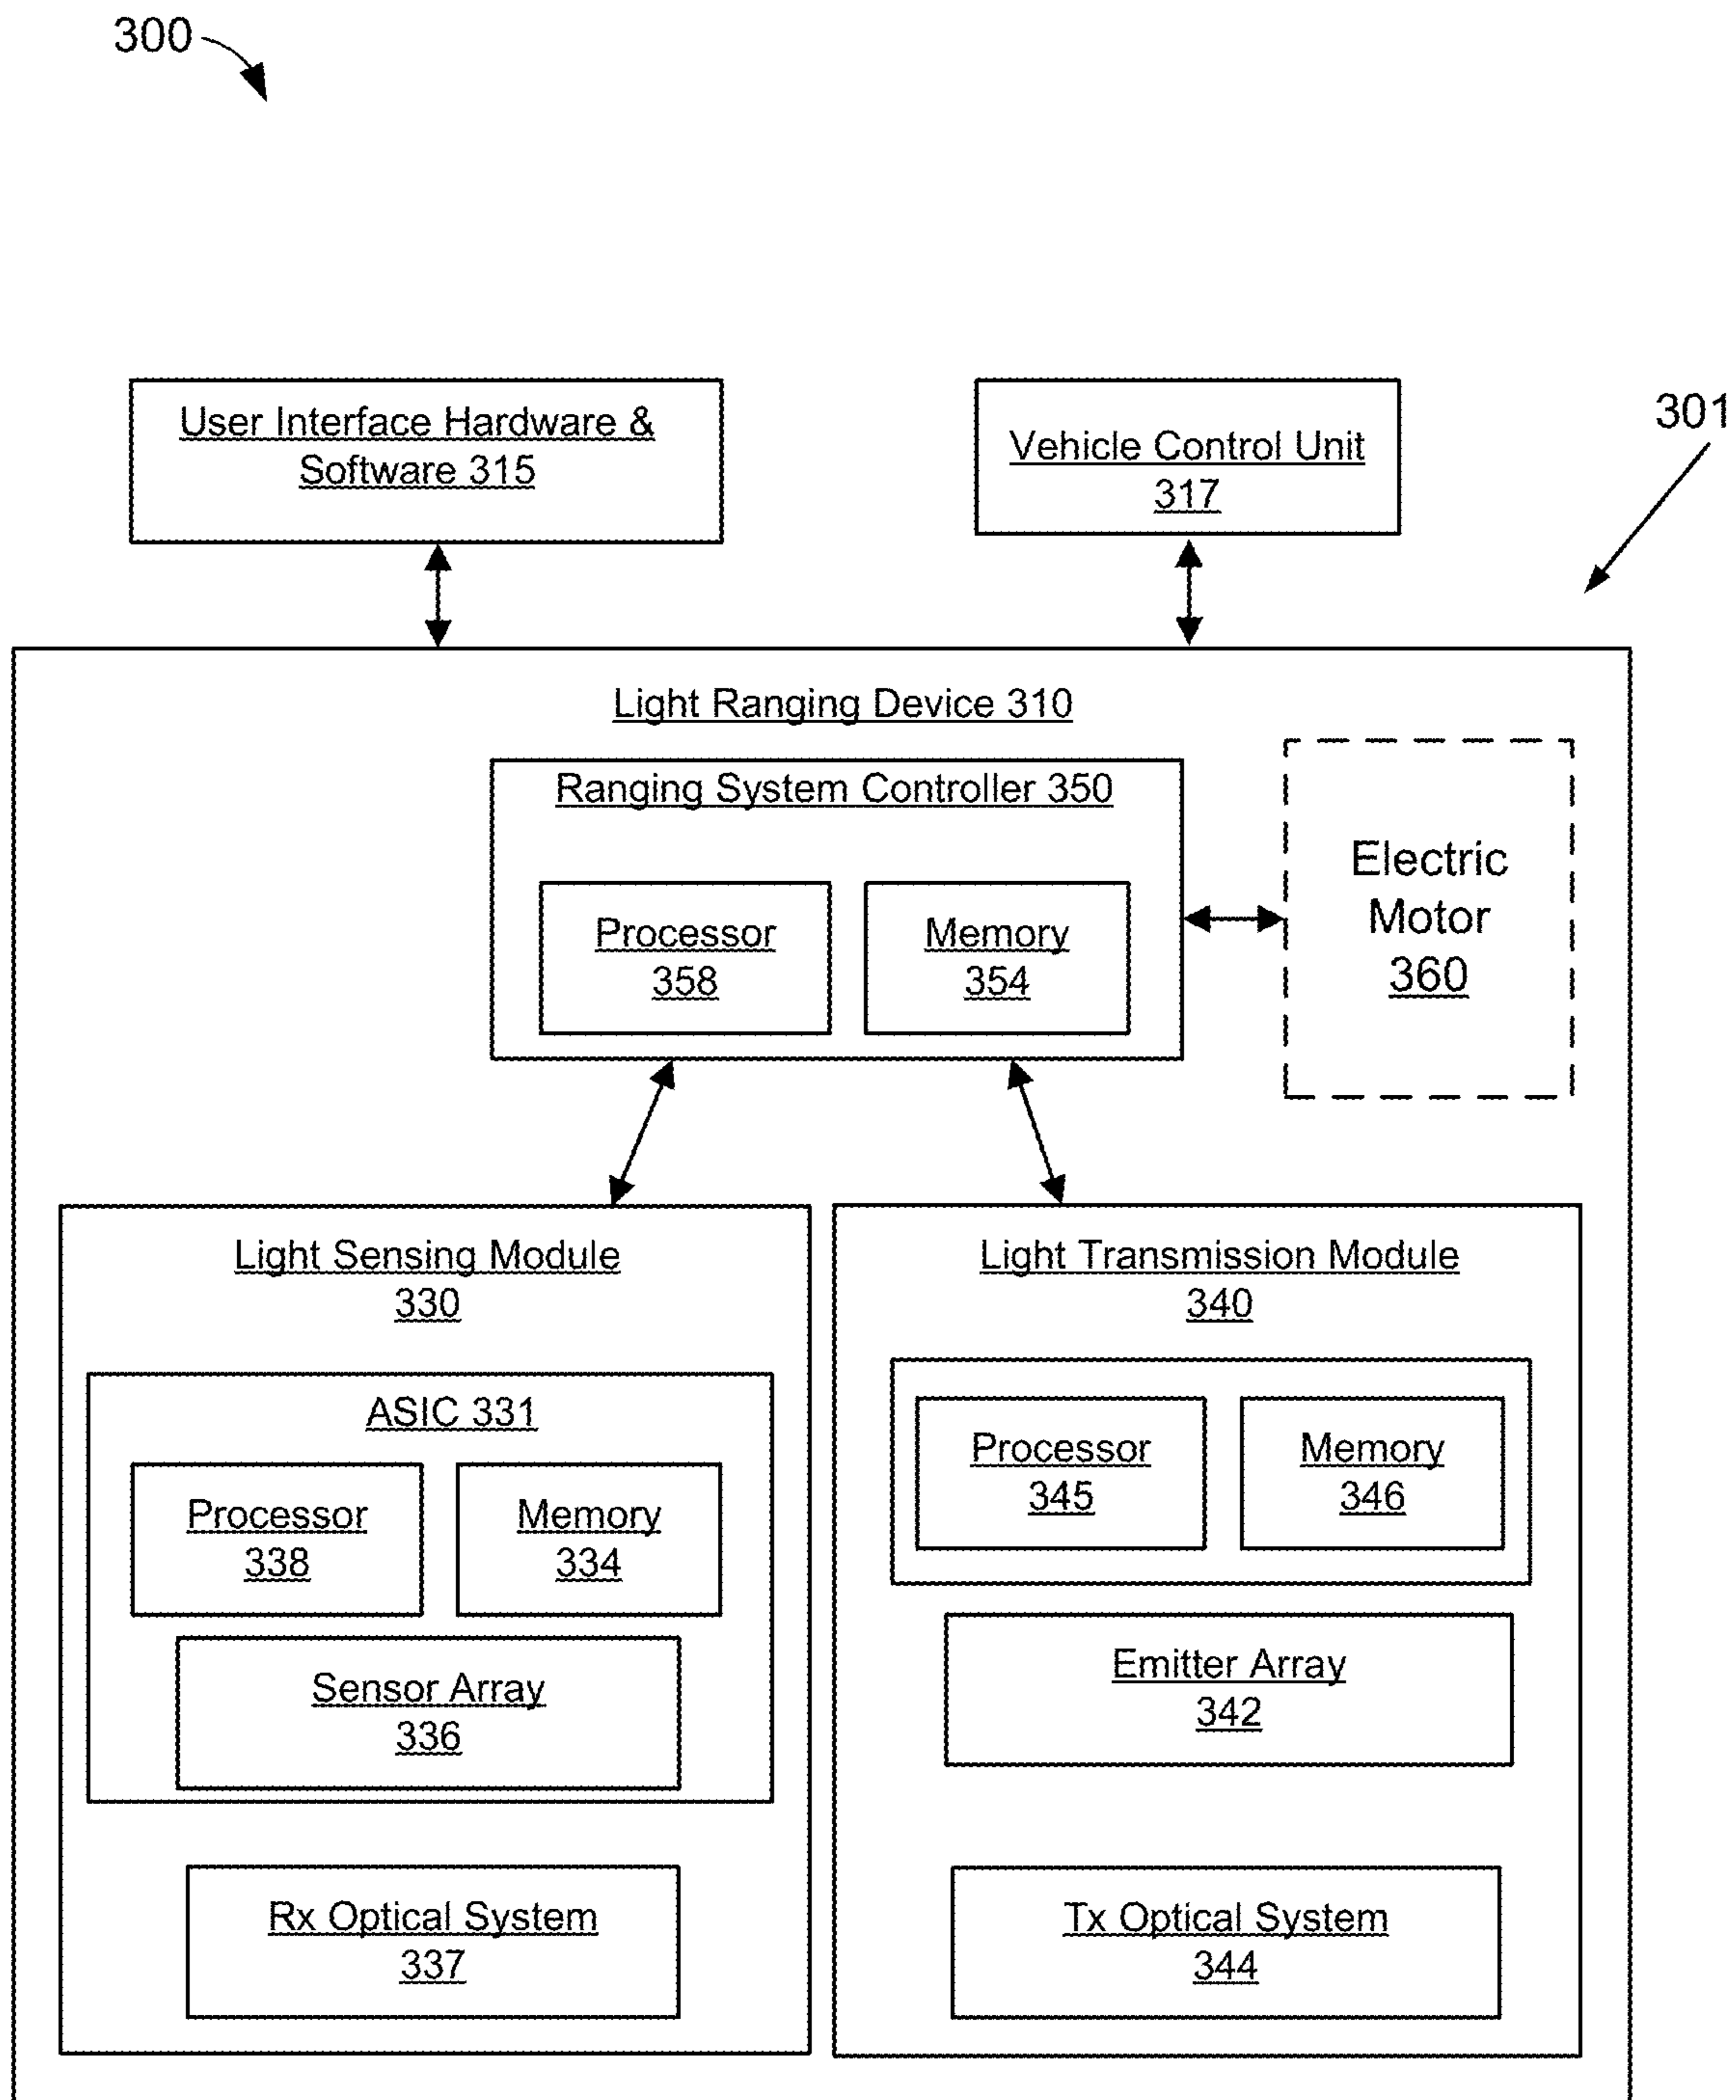 300
User Interface Hardware &
Software 315
Vehicle Control Unit
317
301
Light Ranging Device 310
Ranging System Controller 350
Processor
358
Memory
354
Electric
Motor
360
Light Sensing Module
330
ASIC 331
Processor
338
Memory
334
Sensor Array
336
Rx Optical System
337
Light Transmission Module
340
Processor
345
Memory
346
Emitter Array
342
Tx Optical System
344